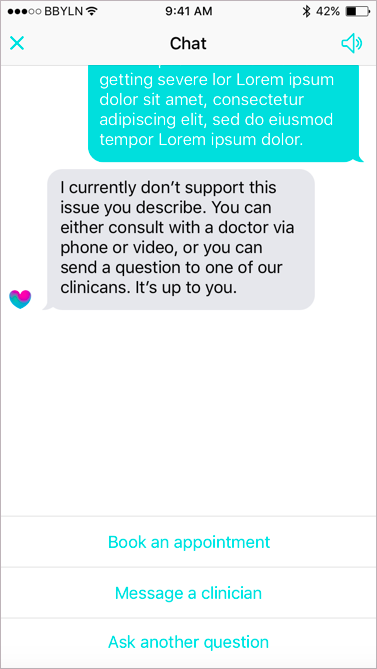 BBYLN
9:41 AM
42%
Chat
getting severe lor Lorem ipsum
dolor sit amet, consectetur
adipiscing elit, sed do eiusmod
tempor Lorem ipsum dolor.
I currently don’t support this
issue you describe. You can
either consult with a doctor via
phone or video, or you can
send a question to one of our
clinicans. It’s up to you.
Book an appointment
Message a clinician
Ask another question